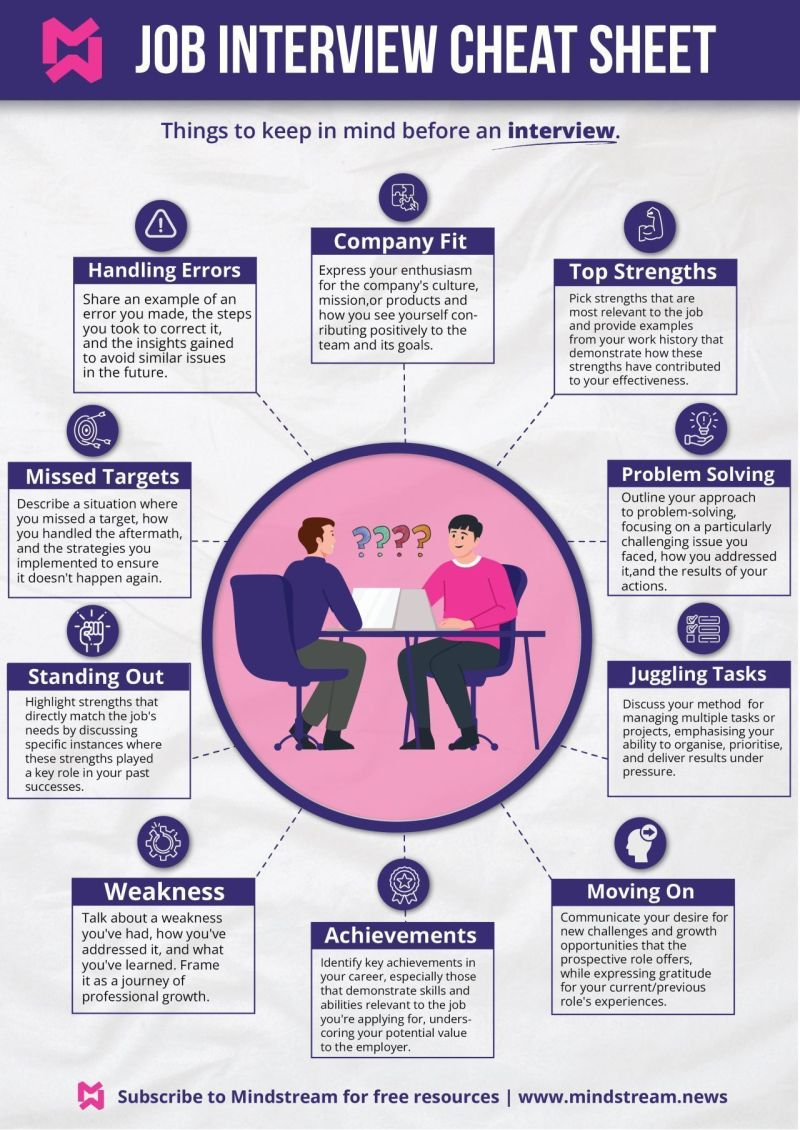 JOB INTERVIEW CHEAT SHEET
Things to keep in mind before an interview.
Handling Errors
Share an example of an
error you made, the steps
you took to correct it,
and the insights gained
to avoid similar issues
in the future.
Company Fit
Express your enthusiasm
for the company's culture,
mission,or products and
how you see yourself con-
tributing positively to the
team and its goals.
Top Strengths
Pick strengths that are
most relevant to the job
and provide examples
from your work history that
demonstrate how these
strengths have contributed
to your effectiveness.
Missed Targets
Describe a situation where
you missed a target, how
you handled the aftermath,
and the strategies you
implemented to ensure
it doesn't happen again.
????
Problem Solving
Outline your approach
to problem-solving,
focusing on a particularly
challenging issue you
faced, how you addressed
it,and the results of your
actions.
Standing Out
Highlight strengths that
directly match the job's
needs by discussing
specific instances where
these strengths played
a key role in your past
successes.
Juggling Tasks
Discuss your method for
managing multiple tasks or
projects, emphasising your
ability to organise, prioritise,
and deliver results under
pressure.
Weakness
Talk about a weakness
you've had, how you've
addressed it, and what
you've learned. Frame
it as a journey of
professional growth.
Achievements
Identify key achievements in
your career, especially those
that demonstrate skills and
abilities relevant to the job
you're applying for, unders-
coring your potential value
to the employer.
Moving On
Communicate your desire for
new challenges and growth
opportunities that the
prospective role offers,
while expressing gratitude
for your current/previous
role's experiences.
Subscribe to Mindstream for free resources | www.mindstream.news